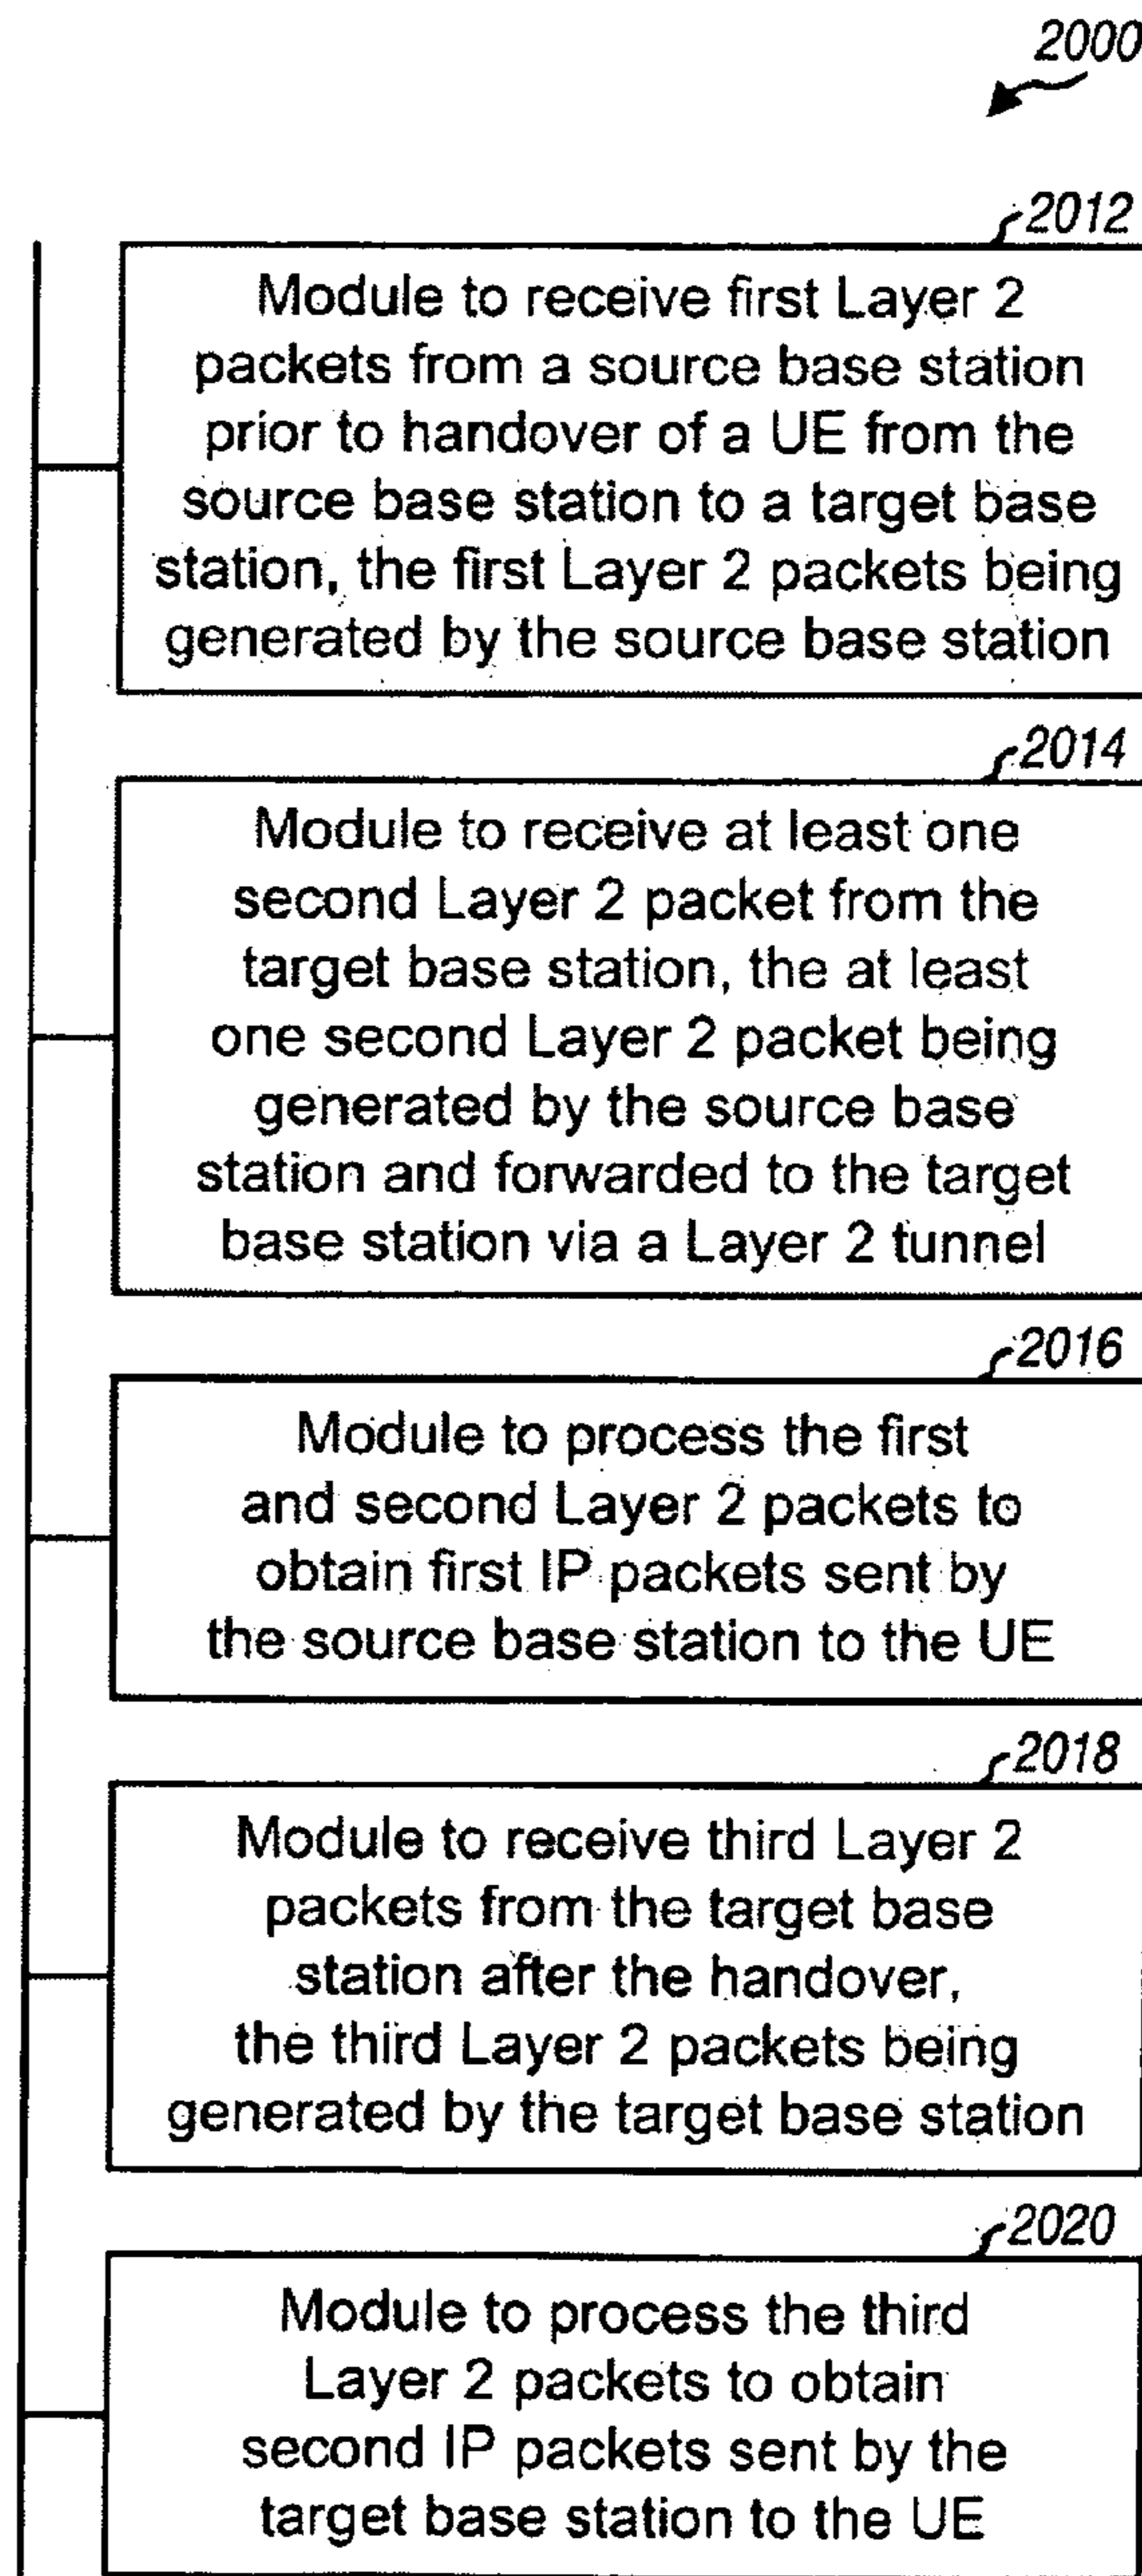 2000
2012
Module to receive first Layer 2
packets from a source base station
prior to handover of a UE from the
source base station to a target base
station, the first Layer 2 packets being
generated by the source base station
2014
Module to receive at least one
second Layer 2 packet from the
target base station, the at least
one second Layer 2 packet being
generated by the source base
station and forwarded to the target
base station via a Layer 2 tunnel
2016
Module to process the first
and second Layer 2 packets to
obtain first IP packets sent by
the source base station to the UE
2018
Module to receive third Layer 2
packets from the target base
station after the handover,
the third Layer 2 packets being
generated by the target base station
2020
Module to process the third
Layer 2 packets to obtain
second IP packets sent by the
target base station to the UE